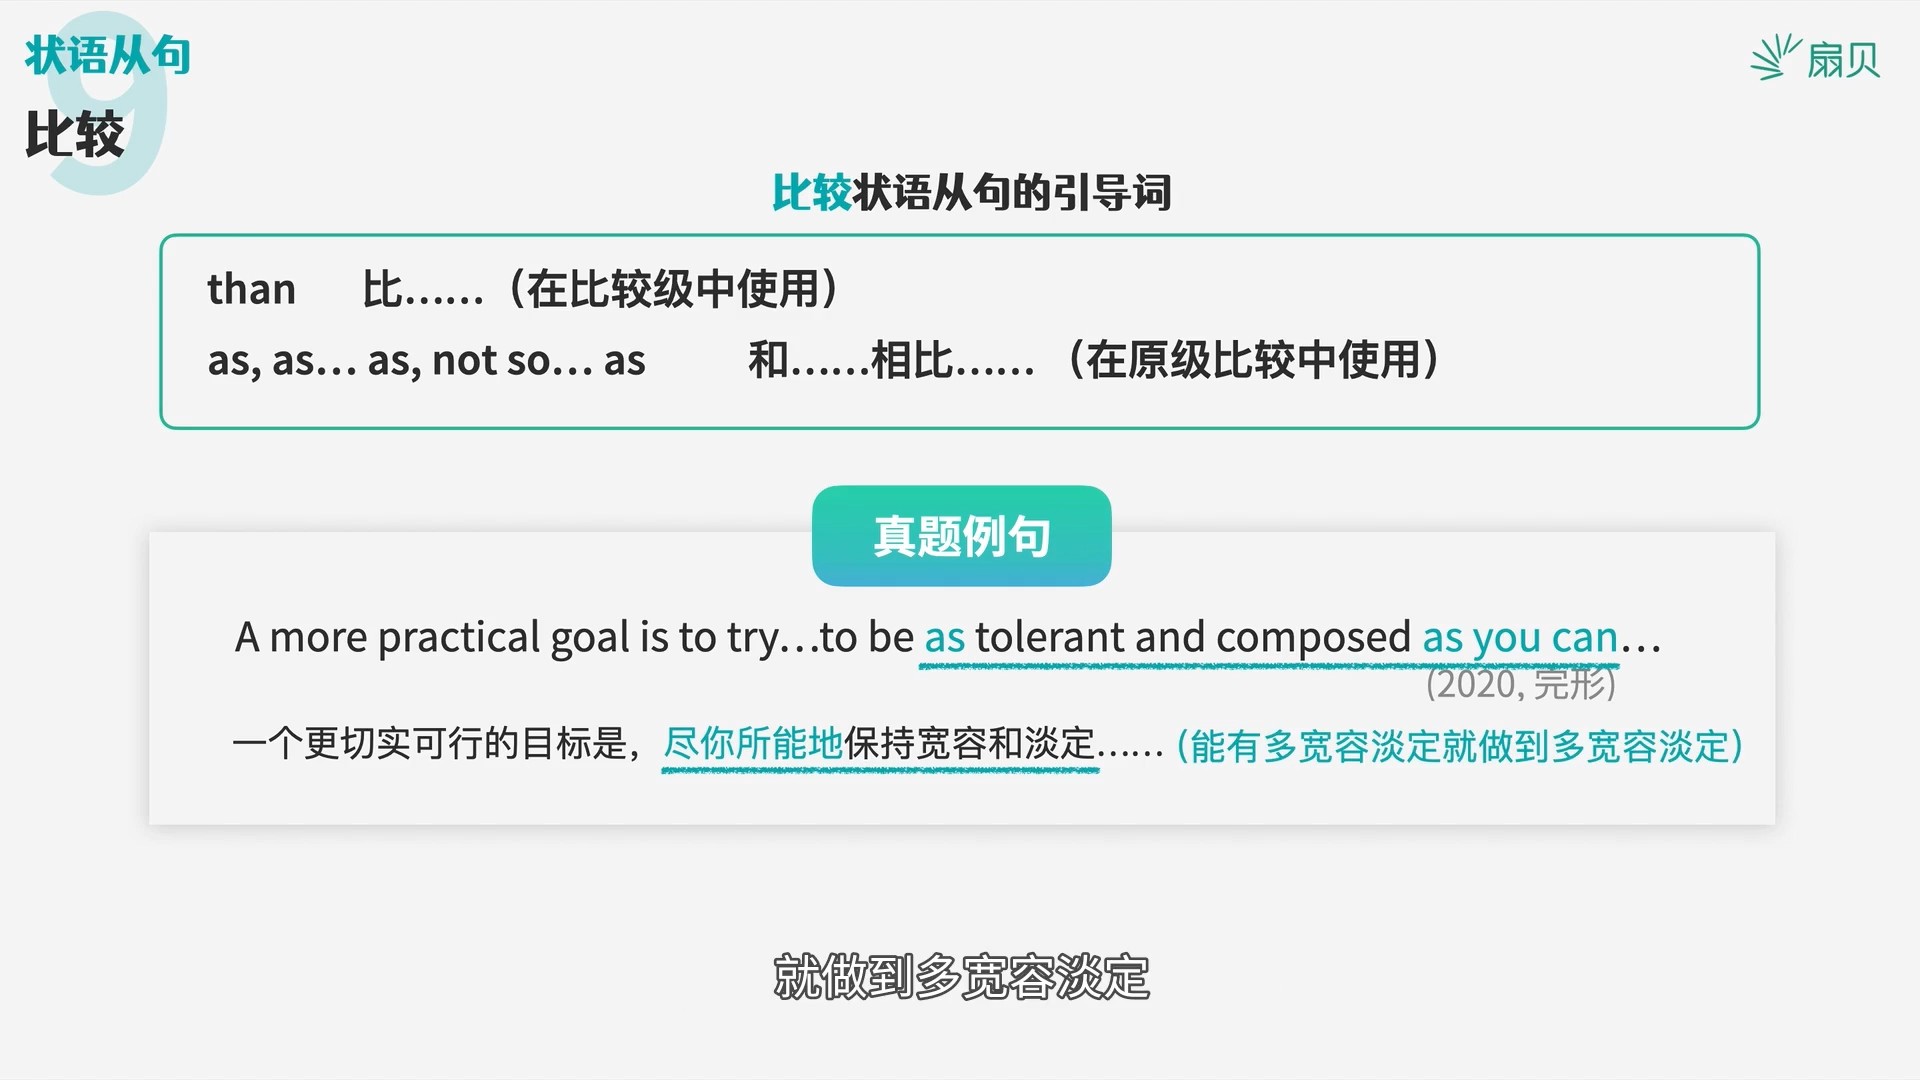 状语从句
9
比较
扇贝
比较状语从句的引导词
than 比……（在比较级中使用）
as, as… as, not so… as 和……相比……（在原级比较中使用）
真题例句
A more practical goal is to try…to be as tolerant and composed as you can…
(2020, 完形)
一个更切实可行的目标是，尽你所能地保持宽容和淡定……（能有多宽容淡定就做到多宽容淡定）
就做到多宽容淡定